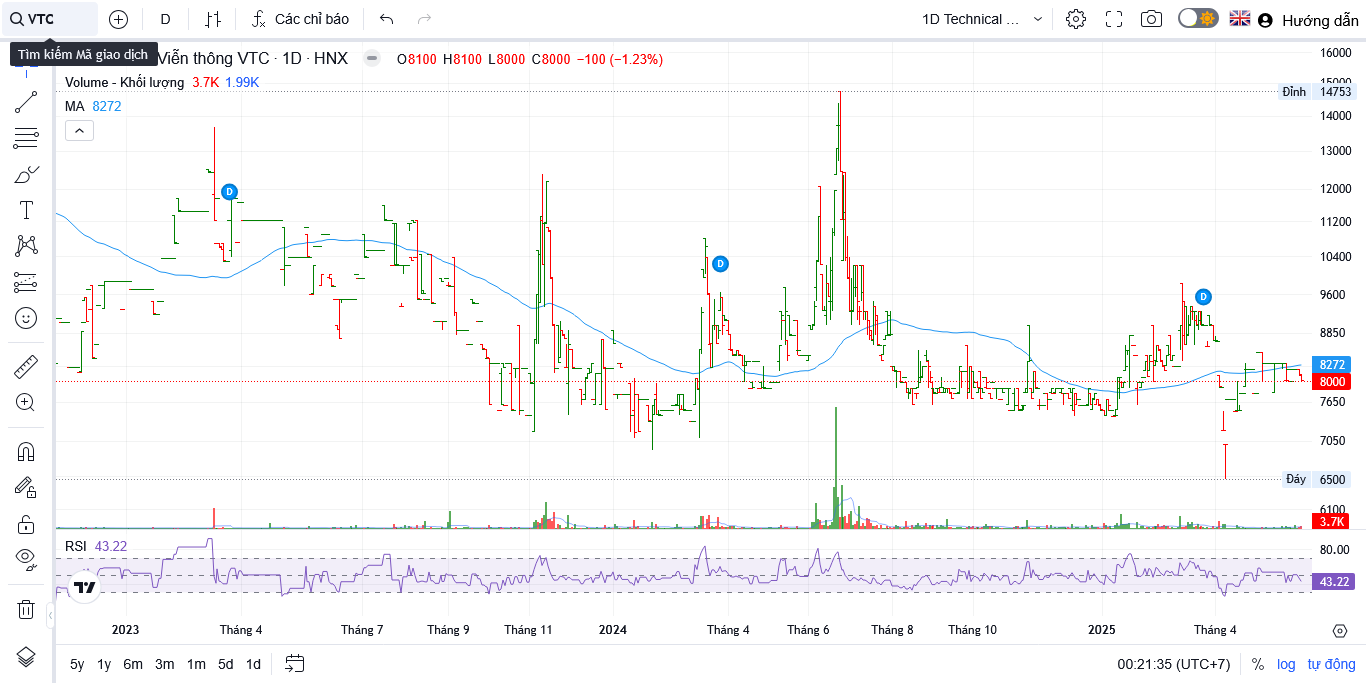 VTC D Các chỉ báo 1D Technical ... Hướng dẫn
Tìm kiếm Mã giao dịch
Viễn thông VTC · 1D · HNX O8100 H8100 L8000 C8000 −100 (−1.23%)
Volume - Khối lượng 3.7K 1.99K
MA 8272
16000
Đỉnh 14753
14000
13000
12000
11200
10400
9600
8850
8272
8000
7650
7050
Đáy 6500
3.7K
D
D
D
RSI 43.22
80.00
43.22
2023 Tháng 4 Tháng 7 Tháng 9 Tháng 11 2024 Tháng 4 Tháng 6 Tháng 8 Tháng 10 2025 Tháng 4
5y 1y 6m 3m 1m 5d 1d 00:21:35 (UTC+7) % log tự động